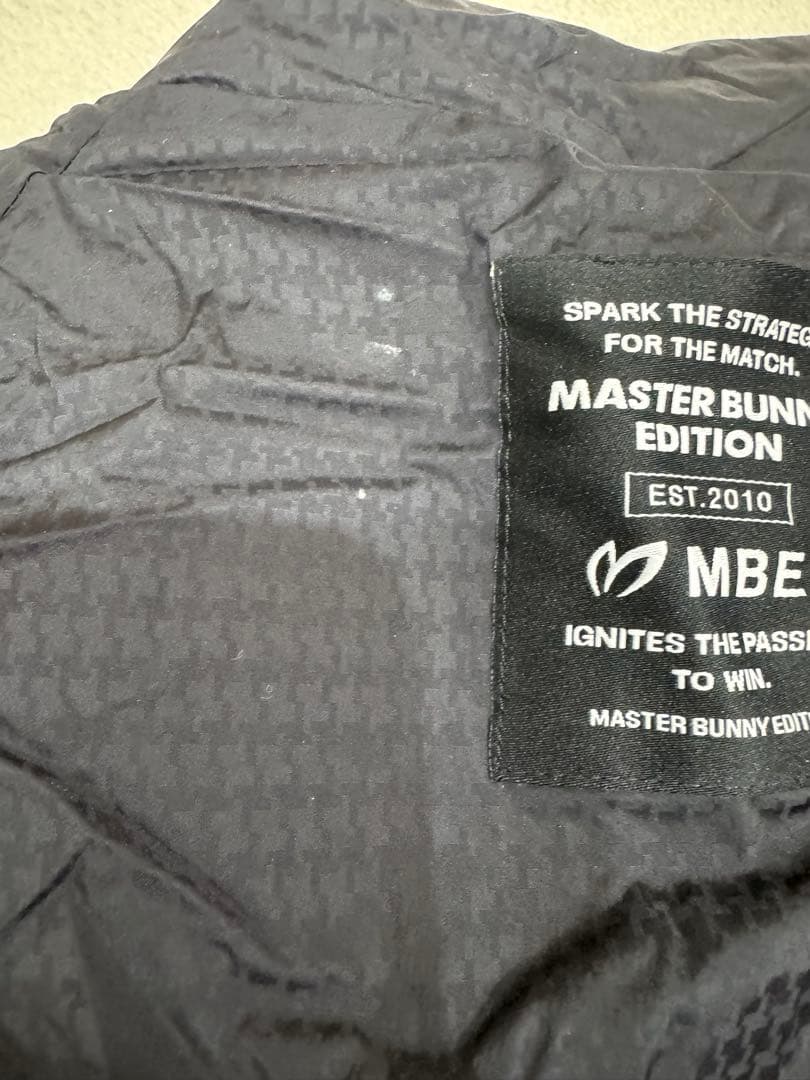 SPARK THE STRATEG
FOR THE MATCH.
MASTER BUNN
EDITION
EST.2010
MBE
IGNITES THE PASSI
TO WIN.
MASTER BUNNY EDIT